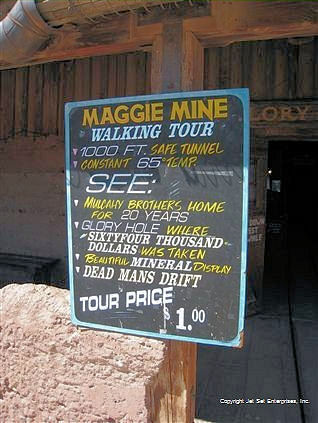 MAGGIE MINE
WALKING TOUR
1000 FT. SAFE TUNNEL
CONSTANT 65° TEMP.
SEE:
MULCAHY BROTHERS HOME
FOR 20 YEARS
GLORY HOLE WHERE
SIXTYFOUR THOUSAND
DOLLARS WAS TAKEN
BEAUTIFUL MINERAL DISPLAY
DEAD MANS DRIFT
TOUR PRICE
$1.00
GLORY
Copyright Jet Set Enterprises, Inc.